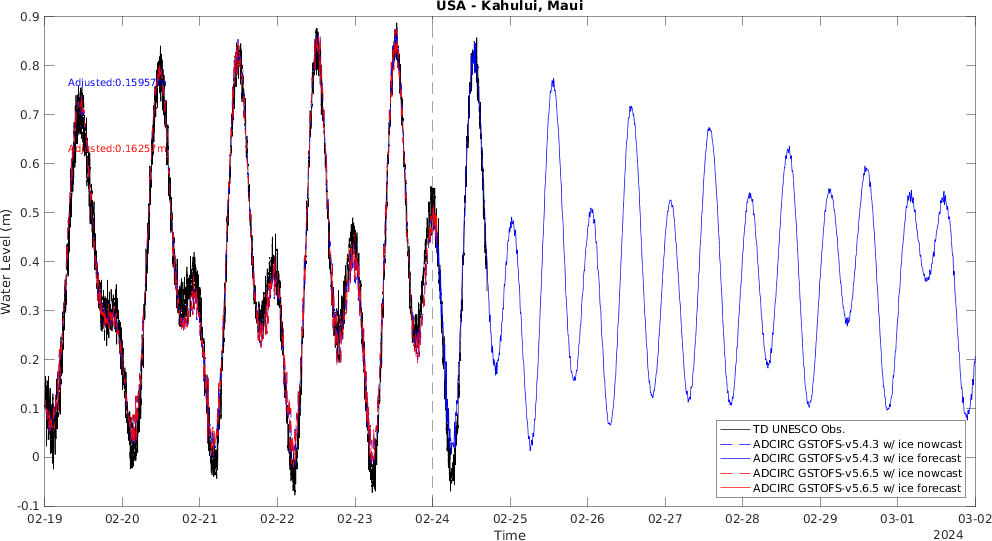 USA - Kahului, Maui
0.9
0.8
0.7
0.6
0.5
0.4
0.3
0.2
0.1
0
-0.1
Water Level (m)
Adjusted:0.15957m
Adjusted:0.16257m
TD UNESCO Obs.
ADCIRC GSTOFS-v5.4.3 w/ ice nowcast
ADCIRC GSTOFS-v5.4.3 w/ ice forecast
ADCIRC GSTOFS-v5.6.5 w/ ice nowcast
ADCIRC GSTOFS-v5.6.5 w/ ice forecast
02-19 02-20 02-21 02-22 02-23 02-24 02-25 02-26 02-27 02-28 02-29 03-01 03-02
Time
2024